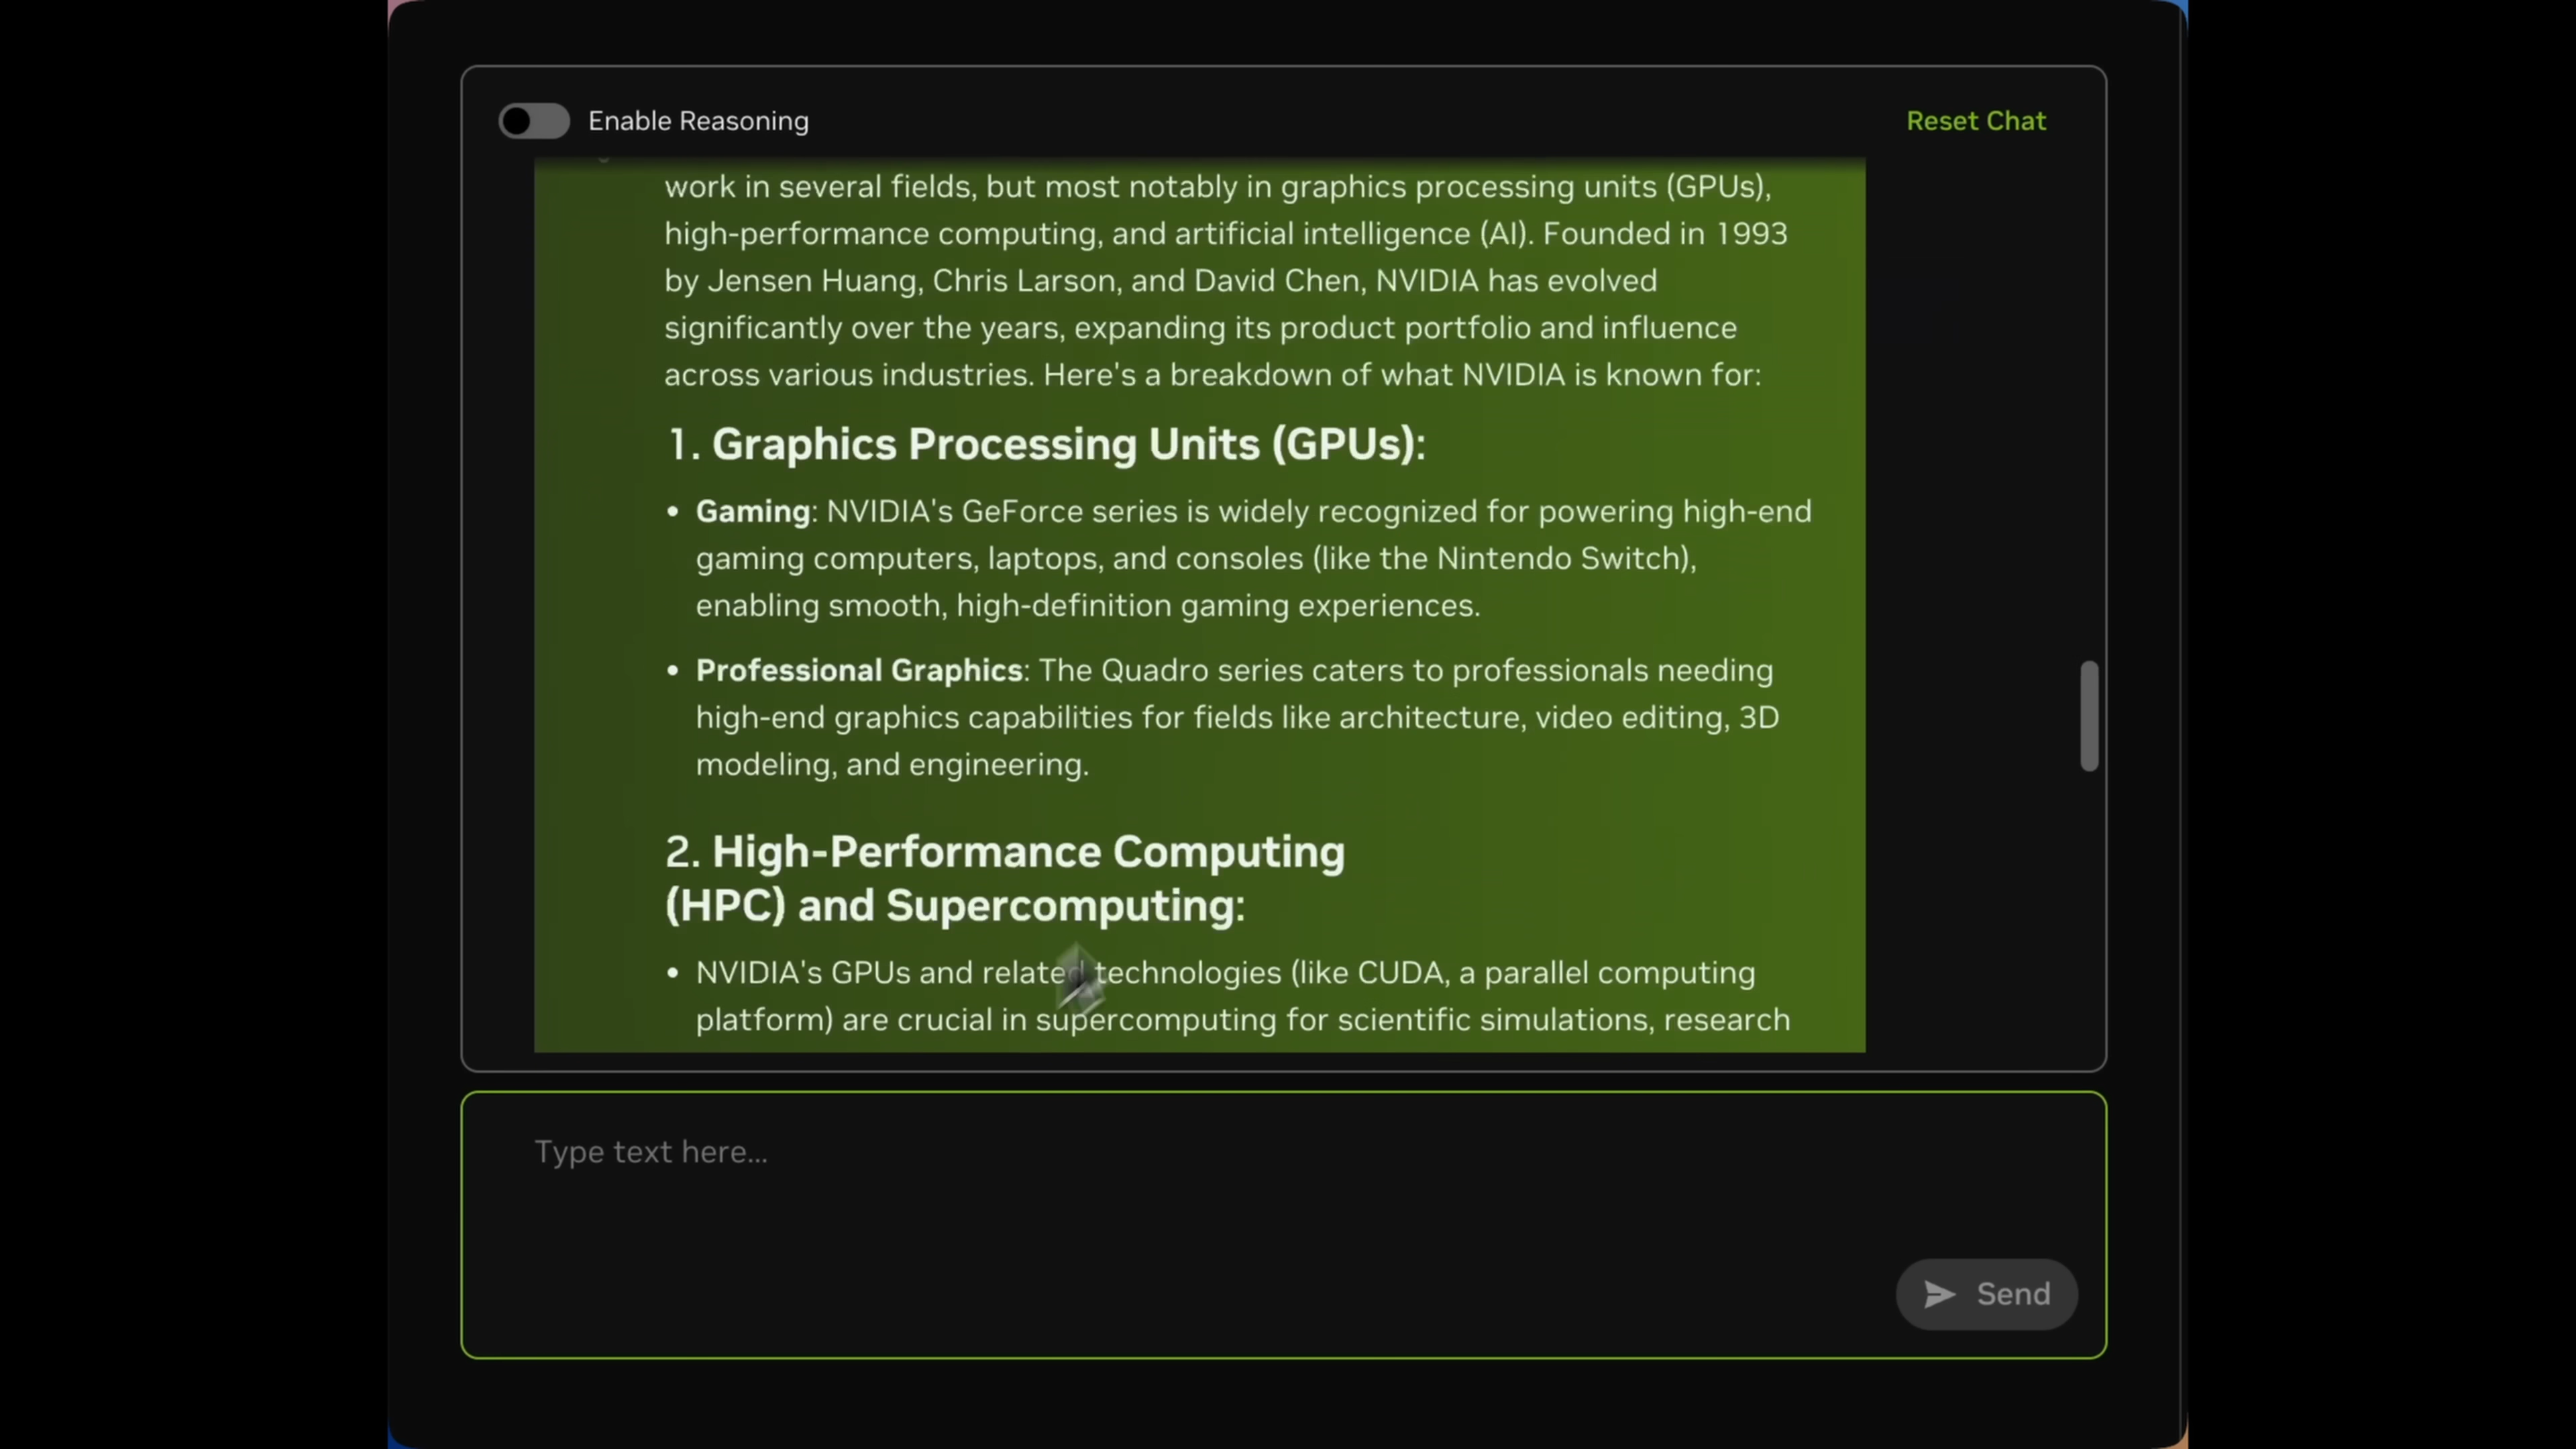 Enable Reasoning
Reset Chat
work in several fields, but most notably in graphics processing units (GPUs),
high-performance computing, and artificial intelligence (AI). Founded in 1993
by Jensen Huang, Chris Larson, and David Chen, NVIDIA has evolved
significantly over the years, expanding its product portfolio and influence
across various industries. Here's a breakdown of what NVIDIA is known for:
1. Graphics Processing Units (GPUs):
• Gaming: NVIDIA's GeForce series is widely recognized for powering high-end
gaming computers, laptops, and consoles (like the Nintendo Switch),
enabling smooth, high-definition gaming experiences.
• Professional Graphics: The Quadro series caters to professionals needing
high-end graphics capabilities for fields like architecture, video editing, 3D
modeling, and engineering.
2. High-Performance Computing
(HPC) and Supercomputing:
• NVIDIA's GPUs and related technologies (like CUDA, a parallel computing
platform) are crucial in supercomputing for scientific simulations, research
Type text here...
Send